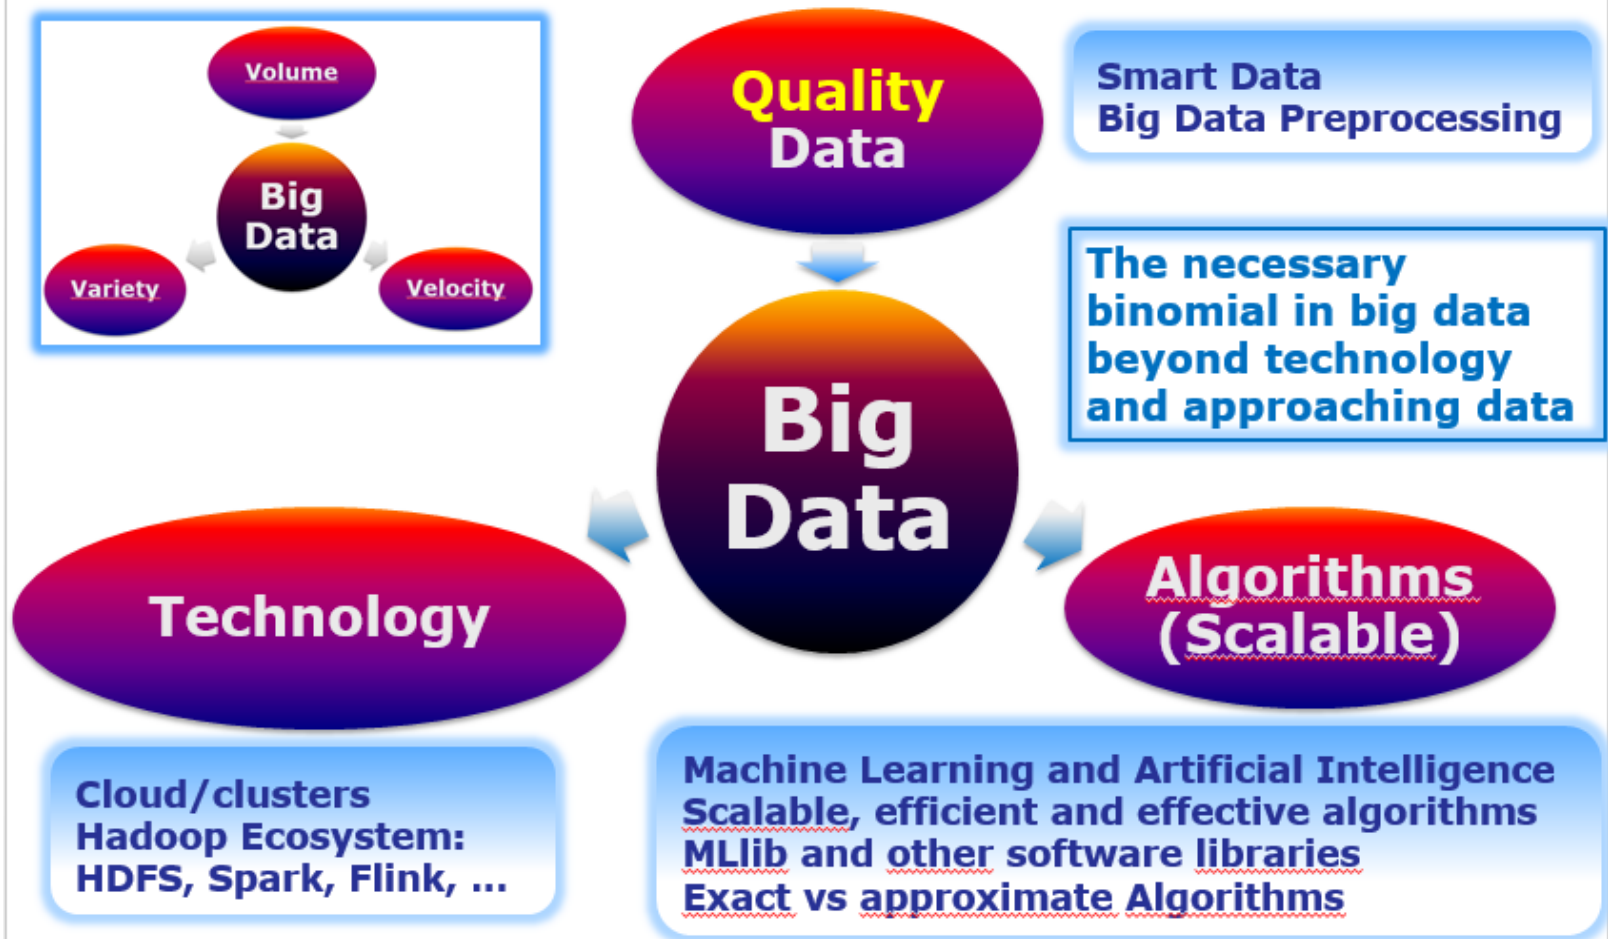 Volume
Big
Data
Variety
Velocity
Quality
Data
Smart Data
Big Data Preprocessing
The necessary
binomial in big data
beyond technology
and approaching data
Big
Data
Technology
Algorithms
(Scalable)
Cloud/clusters
Hadoop Ecosystem:
HDFS, Spark, Flink, ...
Machine Learning and Artificial Intelligence
Scalable, efficient and effective algorithms
MLlib and other software libraries
Exact vs approximate Algorithms